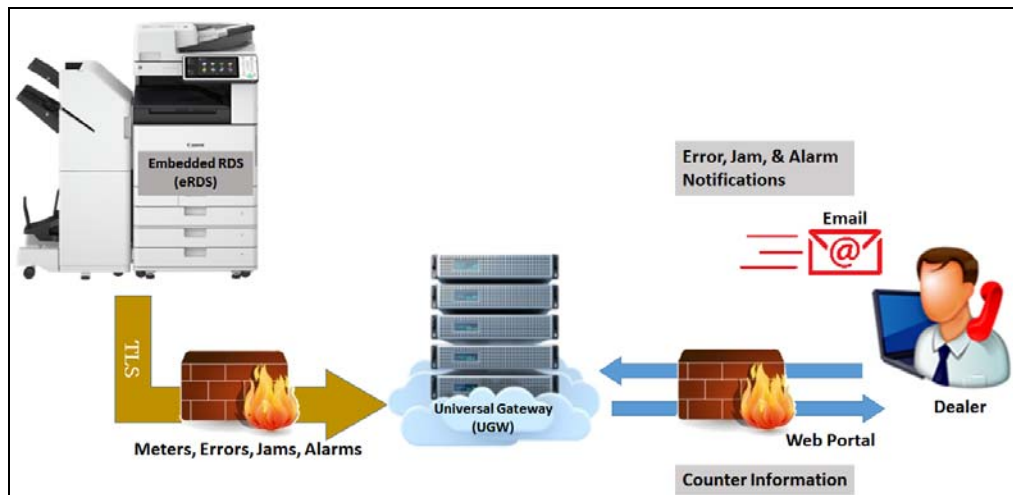 Canon
Embedded RDS
(eRDS)
Error, Jam, & Alarm
Notifications
Email
@
TLS
Universal Gateway
(UGW)
Dealer
Meters, Errors, Jams, Alarms
Web Portal
Counter Information